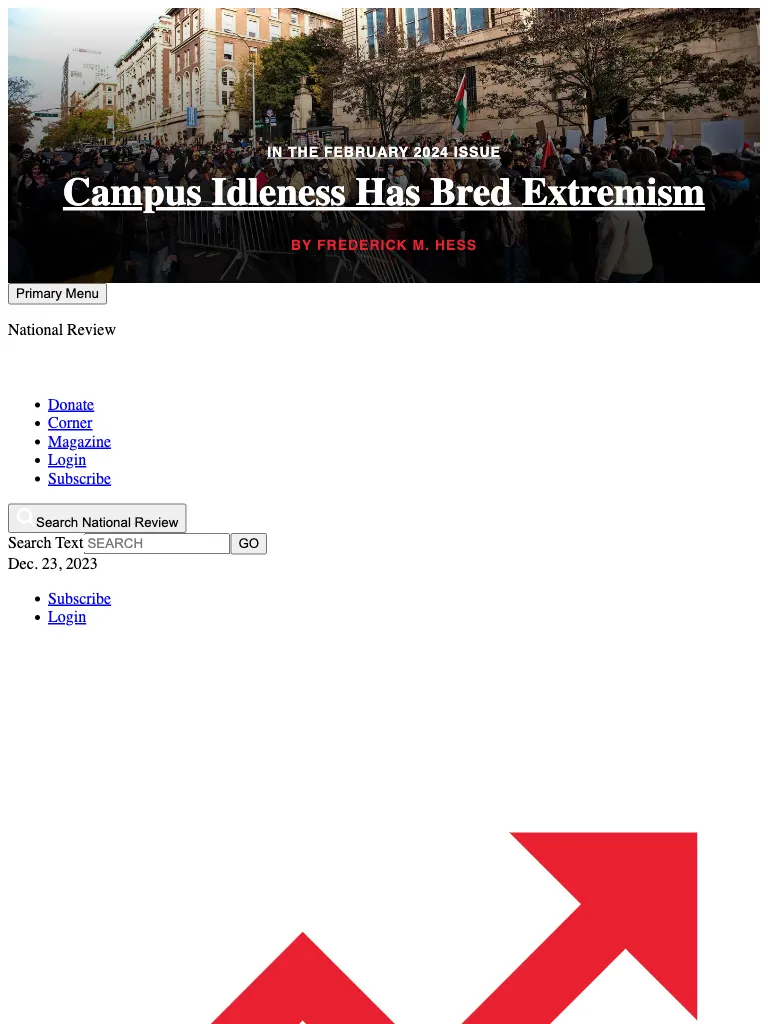 IN THE FEBRUARY 2024 ISSUE
Campus Idleness Has Bred Extremism
BY FREDERICK M. HESS
Primary Menu
National Review
Donate
Corner
Magazine
Login
Subscribe
Search National Review
Search Text SEARCH GO
Dec. 23, 2023
Subscribe
Login